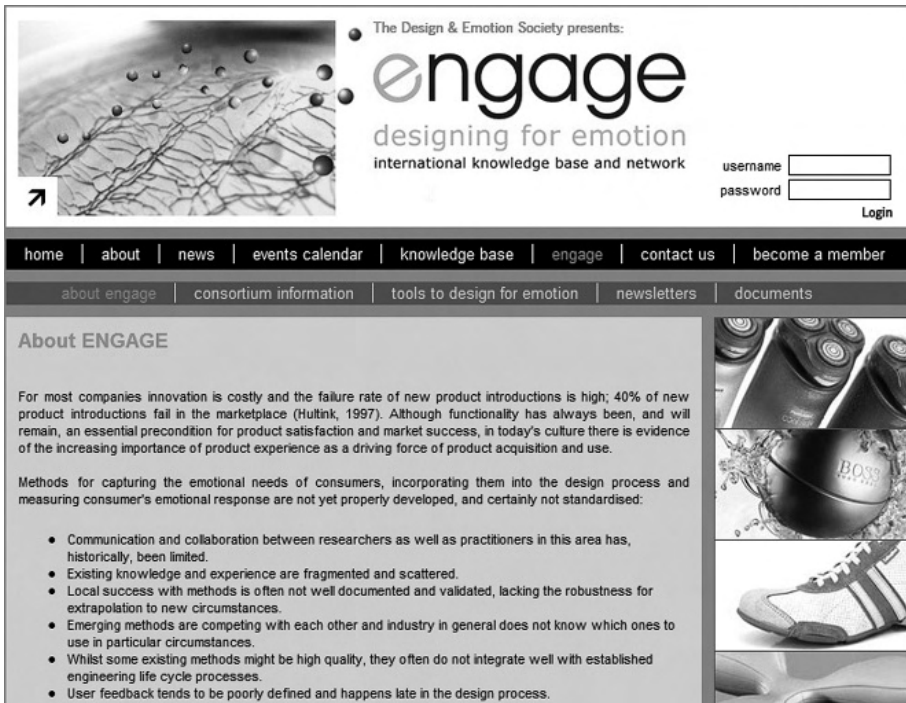 The Design & Emotion Society presents:
engage
designing for emotion
international knowledge base and network
username
password
Login
home | about | news | events calendar | knowledge base | engage | contact us | become a member
about engage | consortium information | tools to design for emotion | newsletters | documents
About ENGAGE
For most companies innovation is costly and the failure rate of new product introductions is high; 40% of new
product introductions fail in the marketplace (Hultink, 1997). Although functionality has always been, and will
remain, an essential precondition for product satisfaction and market success, in today's culture there is evidence
of the increasing importance of product experience as a driving force of product acquisition and use.
Methods for capturing the emotional needs of consumers, incorporating them into the design process and
measuring consumer's emotional response are not yet properly developed, and certainly not standardised:
● Communication and collaboration between researchers as well as practitioners in this area has,
historically, been limited.
● Existing knowledge and experience are fragmented and scattered.
● Local success with methods is often not well documented and validated, lacking the robustness for
extrapolation to new circumstances.
● Emerging methods are competing with each other and industry in general does not know which ones to
use in particular circumstances.
● Whilst some existing methods might be high quality, they often do not integrate well with established
engineering life cycle processes.
● User feedback tends to be poorly defined and happens late in the design process.
BOSS
HUGO BOSS